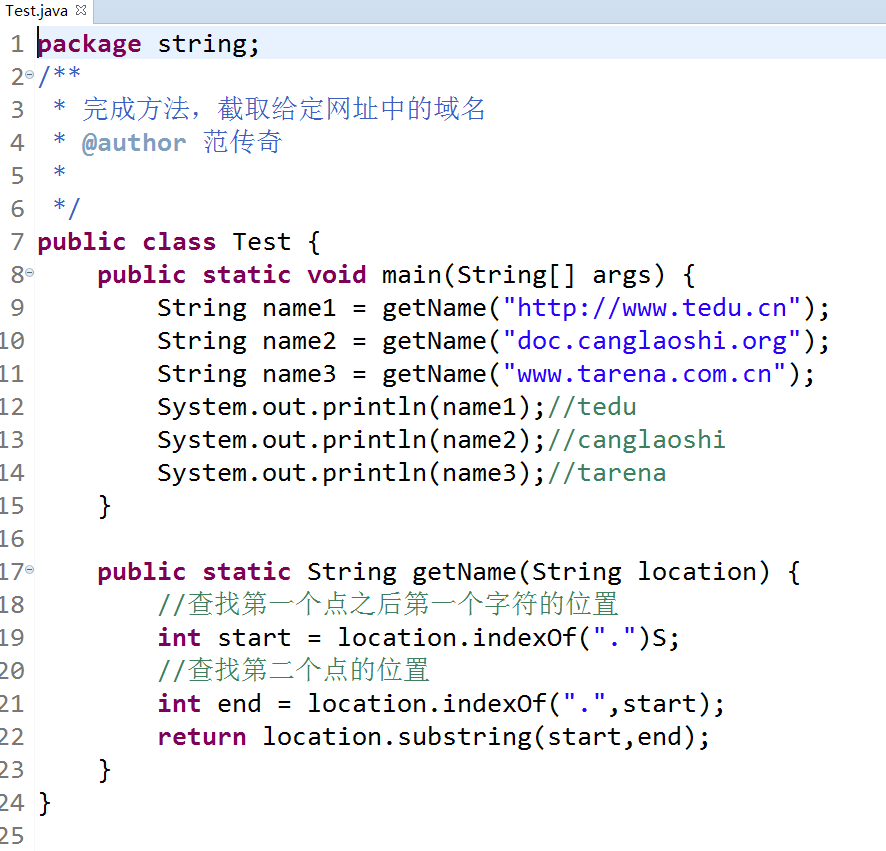 Test.java
1 package string;
2 /**
3  * 完成方法，截取给定网址中的域名
4  * @author 范传奇
5  *
6  */
7 public class Test {
8     public static void main(String[] args) {
9         String name1 = getName("http://www.tedu.cn");
10         String name2 = getName("doc.canglaoshi.org");
11         String name3 = getName("www.tarena.com.cn");
12         System.out.println(name1);//tedu
13         System.out.println(name2);//canglaoshi
14         System.out.println(name3);//tarena
15     }
16
17     public static String getName(String location) {
18         //查找第一个点之后第一个字符的位置
19         int start = location.indexOf(".")S;
20         //查找第二个点的位置
21         int end = location.indexOf(".",start);
22         return location.substring(start,end);
23     }
24 }
25